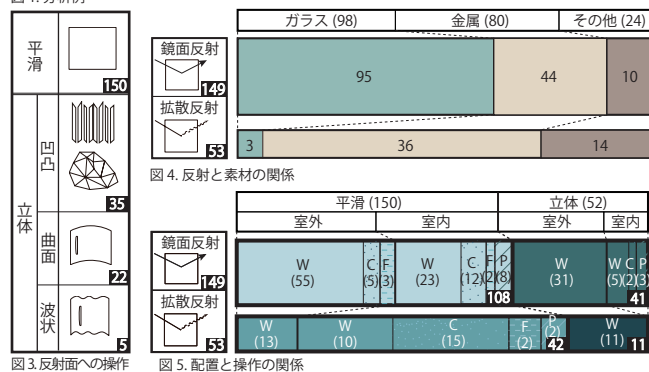 平滑
150
立体
凹凸
35
曲面
22
波状
5
図3.反射面への操作
ガラス (98) 金属 (80) その他 (24)
鏡面反射
149
95 44 10
拡散反射
53
3 36 14
図4. 反射と素材の関係
平滑 (150) 立体 (52)
室外 室内 室外 室内
鏡面反射
149
W C F W C F P W W C P
(55) (5) (3) (23) (12) (2) (8) (31) (5) (2) (3)
108 41
拡散反射
53
W W C F P W
(13) (10) (15) (2) (2) (11)
42 11
図5. 配置と操作の関係